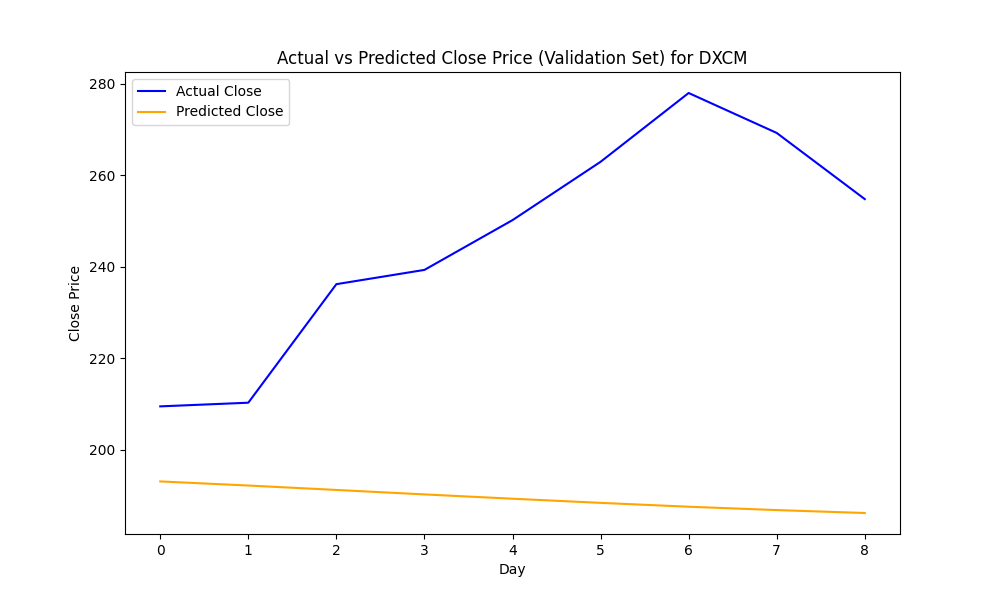 Actual vs Predicted Close Price (Validation Set) for DXCM
Actual Close
Predicted Close
Close Price
280
260
240
220
200
0 1 2 3 4 5 6 7 8
Day